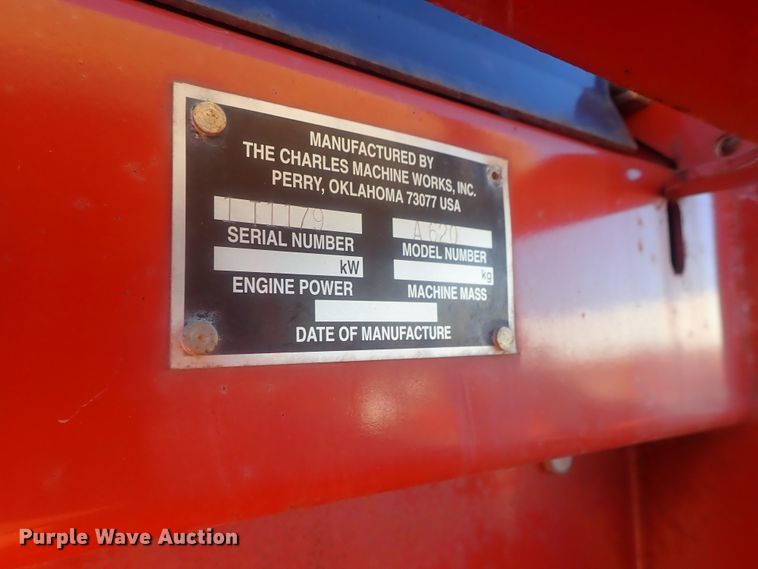 MANUFACTURED BY
THE CHARLES MACHINE WORKS, INC.
PERRY, OKLAHOMA 73077 USA
1T1179 A620
SERIAL NUMBER MODEL NUMBER
kW kg
ENGINE POWER MACHINE MASS
DATE OF MANUFACTURE
Purple Wave Auction